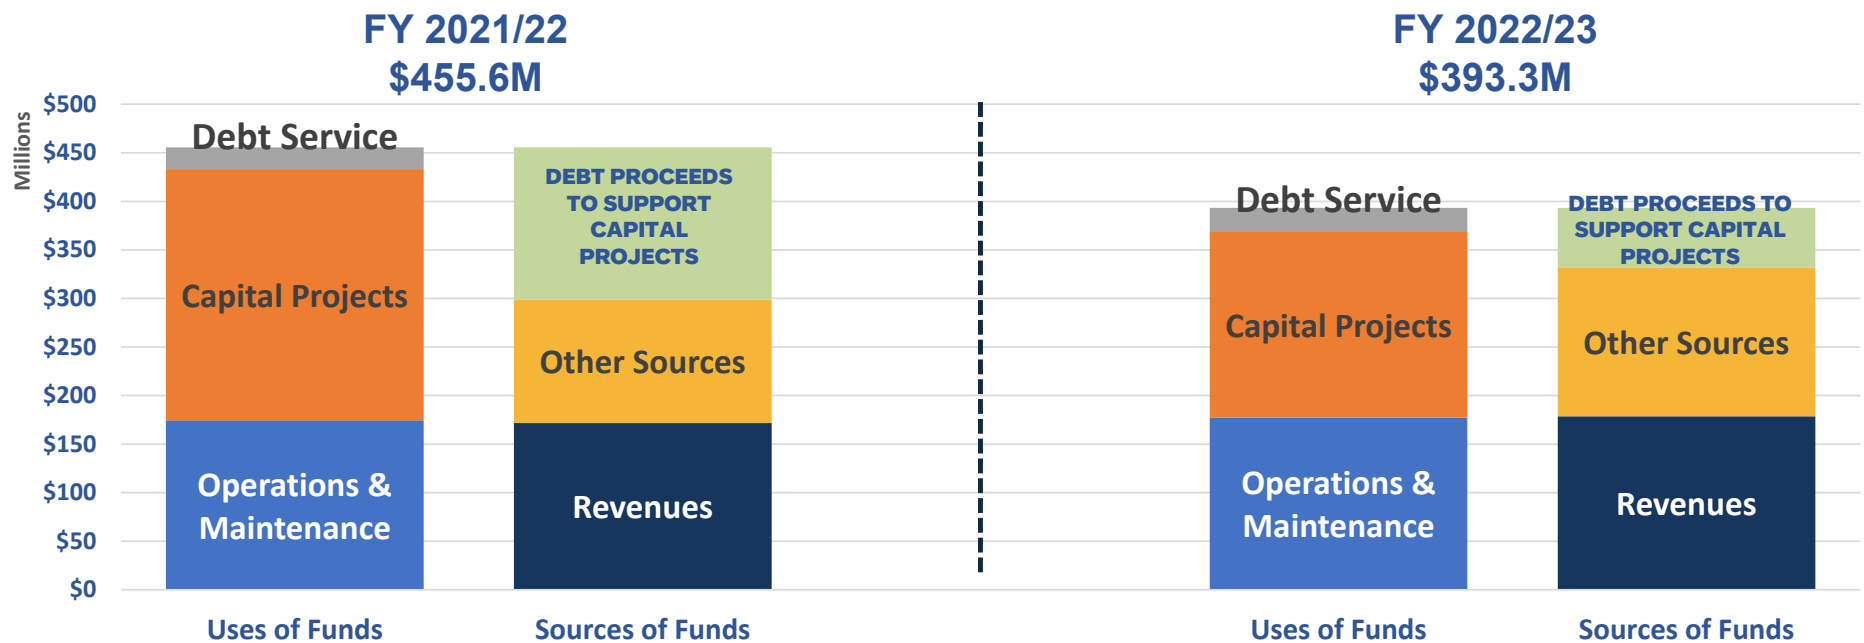 FY 2021/22
$455.6M
FY 2022/23
$393.3M
Millions
$500
$450
$400
$350
$300
$250
$200
$150
$100
$50
$0
Debt Service
Capital Projects
Operations &
Maintenance
DEBT PROCEEDS
TO SUPPORT
CAPITAL
PROJECTS
Other Sources
Revenues
Debt Service
Capital Projects
Operations &
Maintenance
DEBT PROCEEDS TO
SUPPORT CAPITAL
PROJECTS
Other Sources
Revenues
Uses of Funds
Sources of Funds
Uses of Funds
Sources of Funds